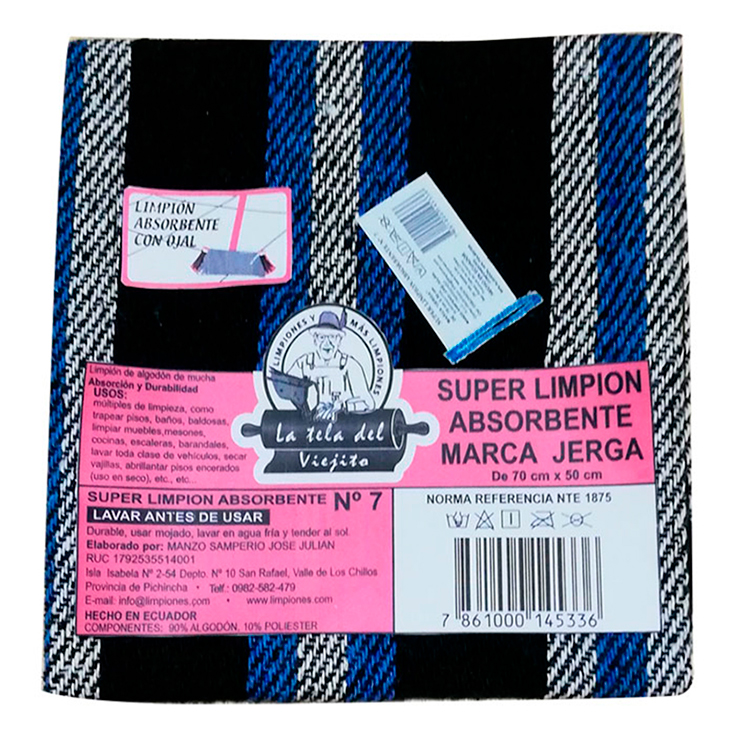 LIMPIÓN
ABSORBENTE
CON OJAL
LIMPIONES Y MÁS LIMPIONES
La tela del
Viejito
Limpión de algodón de mucha
Absorción y Durabilidad
USOS:
múltiples de limpieza, como
trapear pisos, baños, baldosas,
limpiar muebles,mesones,
cocinas, escaleras, barandales,
lavar toda clase de vehículos, secar
vajillas, abrillantar pisos encerados
(uso en seco), etc., etc...
SUPER LIMPION
ABSORBENTE
MARCA JERGA
De 70 cm x 50 cm
SUPER LIMPION ABSORBENTE Nº 7
LAVAR ANTES DE USAR
Durable, usar mojado, lavar en agua fría y tender al sol
Elaborado por: MANZO SAMPERIO JOSE JULIAN
RUC 1792535514001
Isla Isabela Nº 2-54 Depto. Nº 10 San Rafael, Valle de Los Chillos
Provincia de Pichincha • Telf.: 0982-582-479
E-mail: info@limpiones.com • www.limpiones.com
HECHO EN ECUADOR
COMPONENTES: 90% ALGODÓN, 10% POLIESTER
NORMA REFERENCIA NTE 1875
7 861000 145336